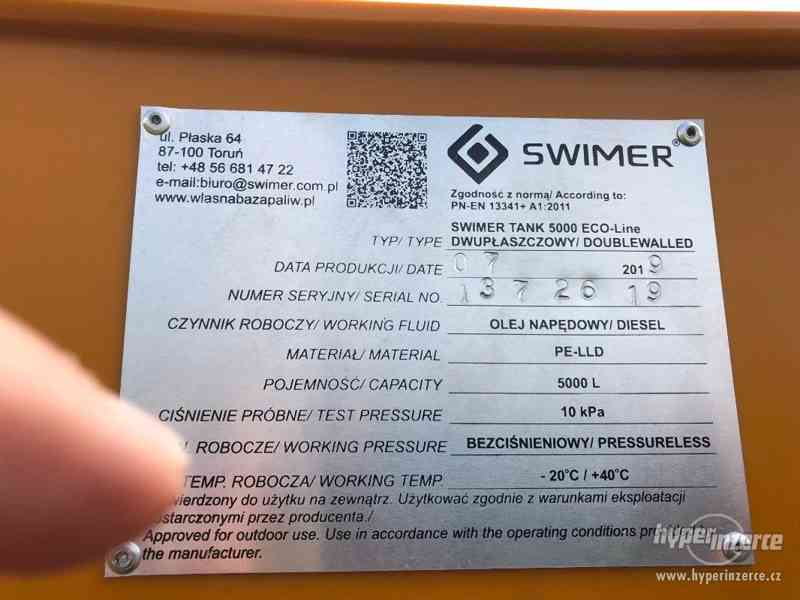 ul. Płaska 64
87-100 Toruń
tel: +48 56 681 47 22
e-mail:biuro@swimer.com.pl
www.wlasnabazapaliw.pl
SWIMER®
Zgodność z normą/ According to:
PN-EN 13341+ A1:2011
TYP/ TYPE SWIMER TANK 5000 ECO-Line
DWUPŁASZCZOWY/ DOUBLEWALLED
DATA PRODUKCJI/ DATE 07 2019
NUMER SERYJNY/ SERIAL NO. 13 7 26 19
CZYNNIK ROBOCZY/ WORKING FLUID OLEJ NAPĘDOWY/ DIESEL
MATERIAŁ/ MATERIAL PE-LLD
POJEMNOŚĆ/ CAPACITY 5000 L
CIŚNIENIE PRÓBNE/ TEST PRESSURE 10 kPa
ROBOCZE/ WORKING PRESSURE BEZCIŚNIENIOWY/ PRESSURELESS
TEMP. ROBOCZA/ WORKING TEMP. - 20°C / +40°C
do użytku na zewnątrz. Użytkować zgodnie z warunkami eksploatacji
przez producenta./
Approved for outdoor use. Use in accordance with the operating conditions
the manufacturer.
hyperinzerce
www.hyperinzerce.cz